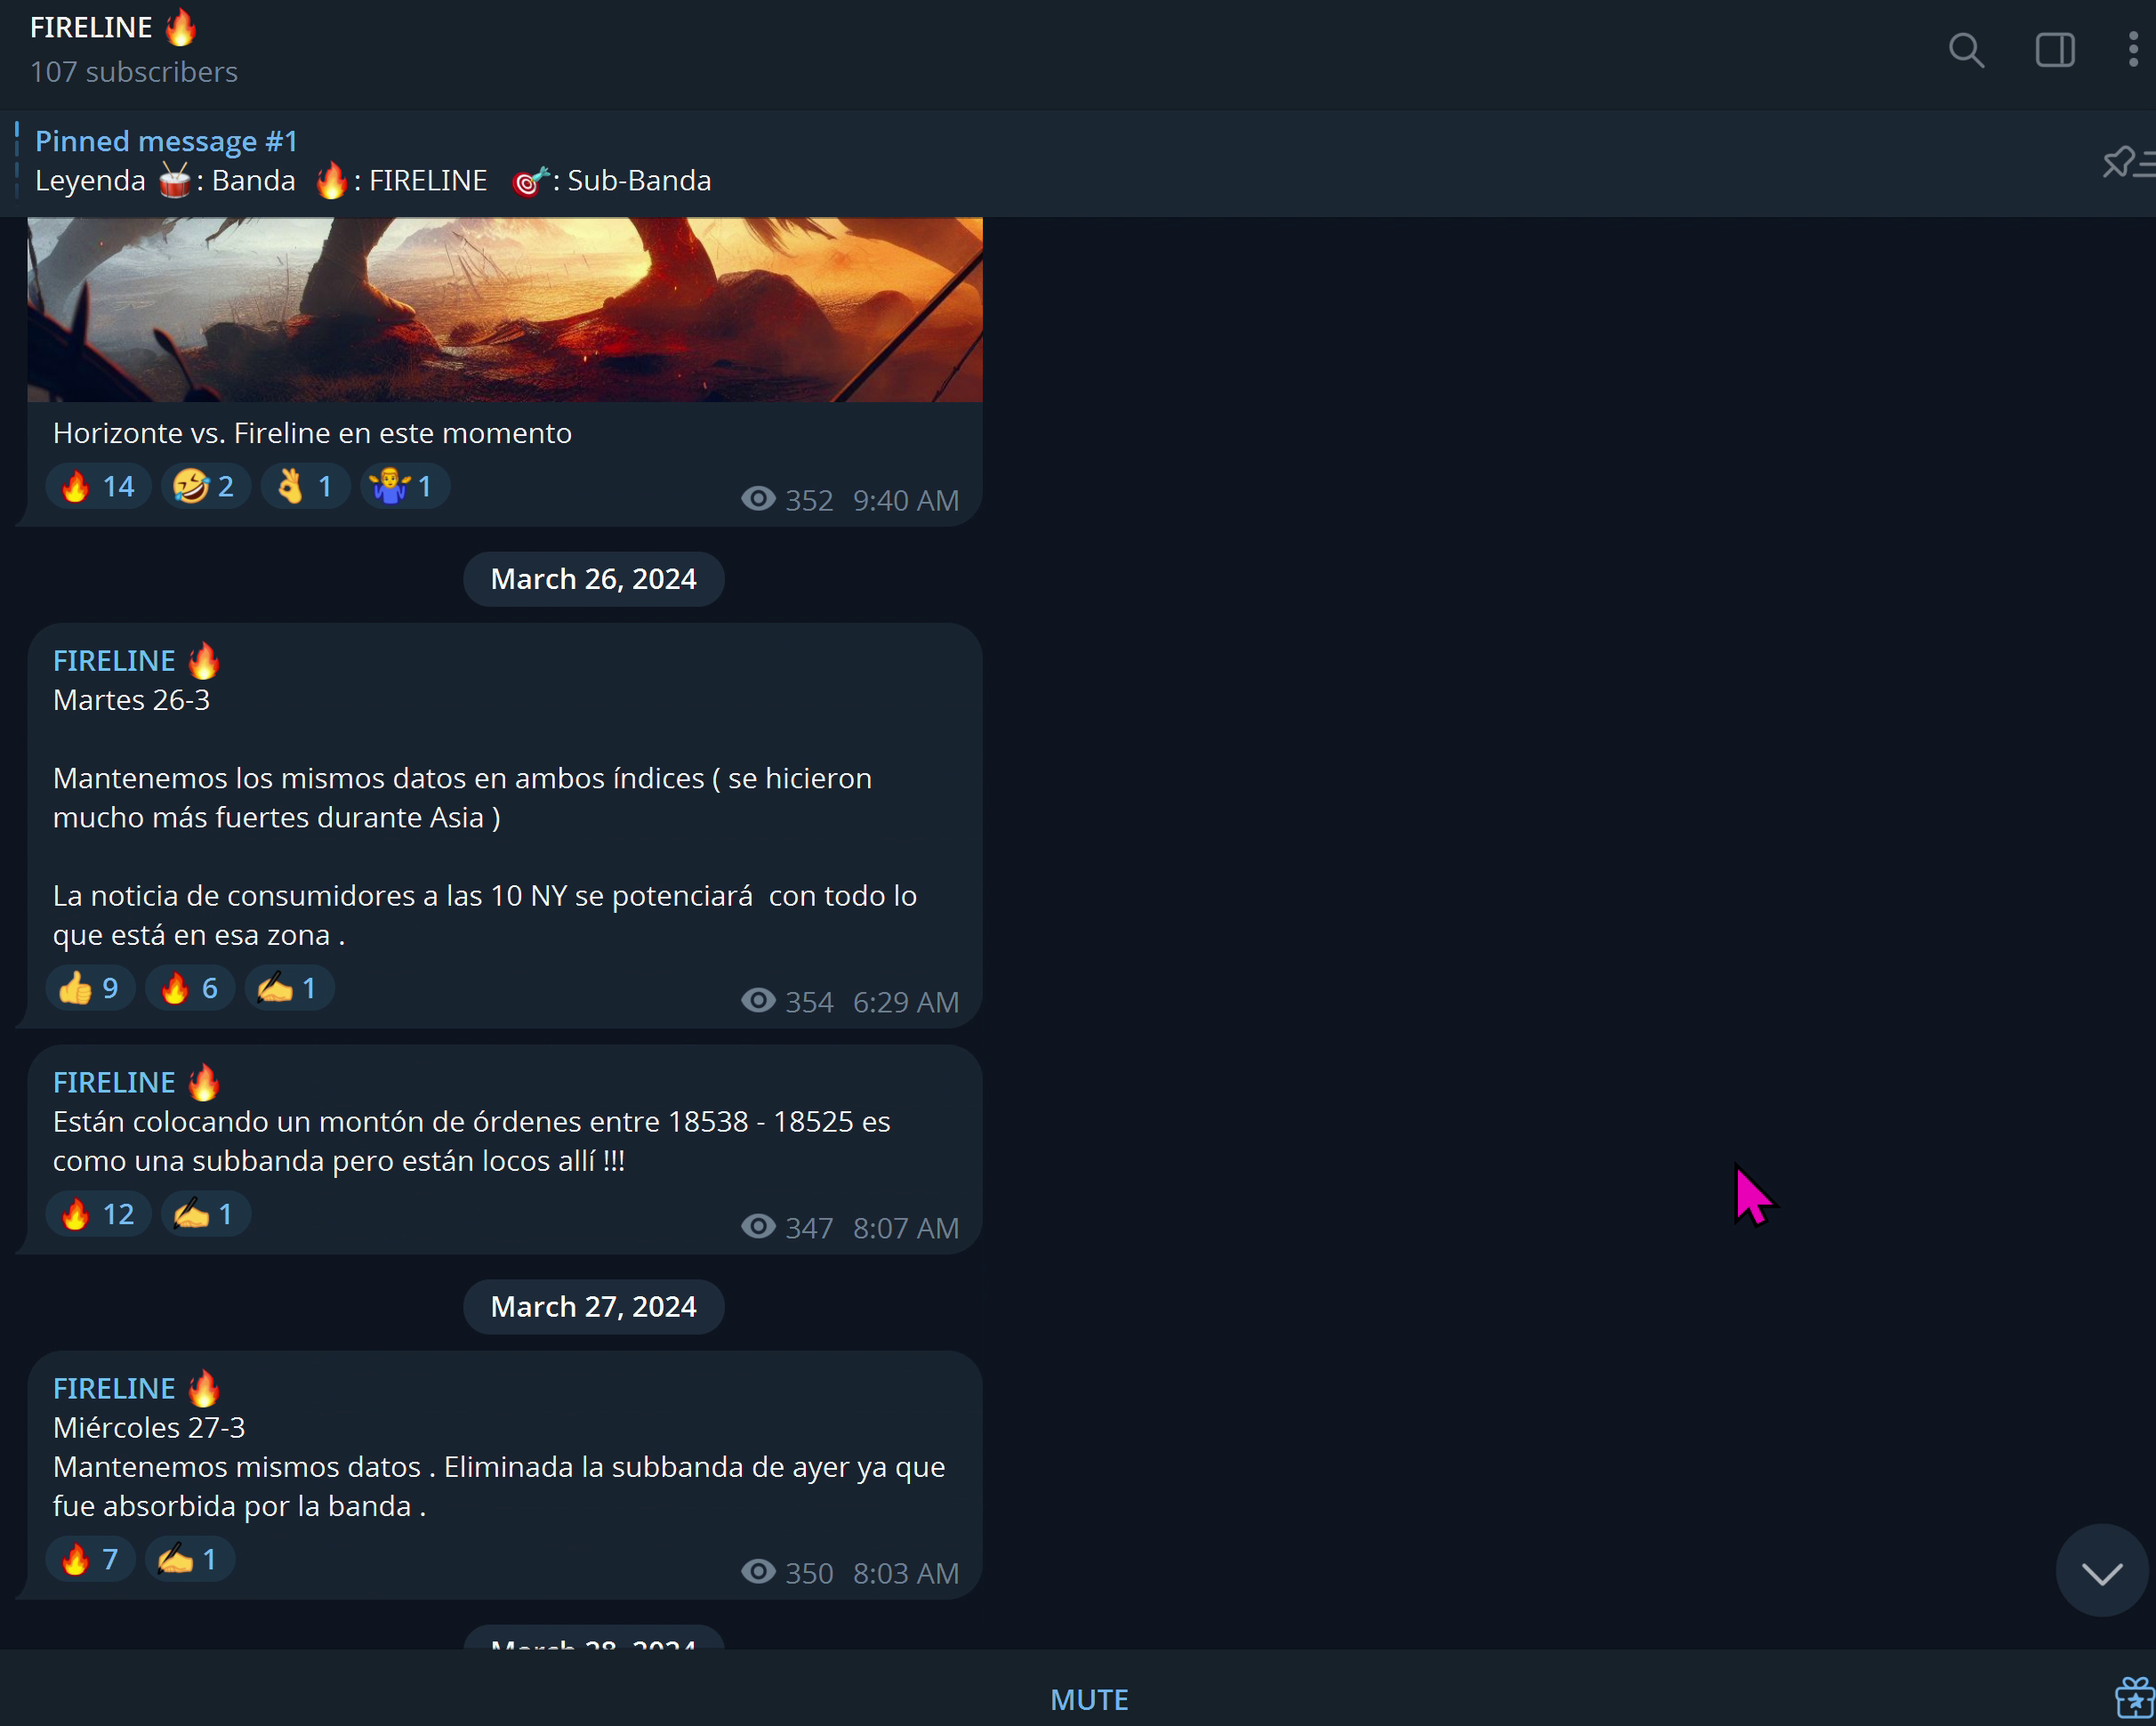 FIRELINE 🔥
107 subscribers
Pinned message #1
Leyenda 🥁: Banda 🔥: FIRELINE 🎯: Sub-Banda
Horizonte vs. Fireline en este momento
🔥 14 🤣 2 👌 1 🤷‍♂️ 1 352 9:40 AM
March 26, 2024
FIRELINE 🔥
Martes 26-3
Mantenemos los mismos datos en ambos índices ( se hicieron
mucho más fuertes durante Asia )
La noticia de consumidores a las 10 NY se potenciará  con todo lo
que está en esa zona .
👍 9 🔥 6 ✍ 1 354 6:29 AM
FIRELINE 🔥
Están colocando un montón de órdenes entre 18538 - 18525 es
como una subbanda pero están locos allí !!!
🔥 12 ✍ 1 347 8:07 AM
March 27, 2024
FIRELINE 🔥
Miércoles 27-3
Mantenemos mismos datos . Eliminada la subbanda de ayer ya que
fue absorbida por la banda .
🔥 7 ✍ 1 350 8:03 AM
March 28, 2024
MUTE